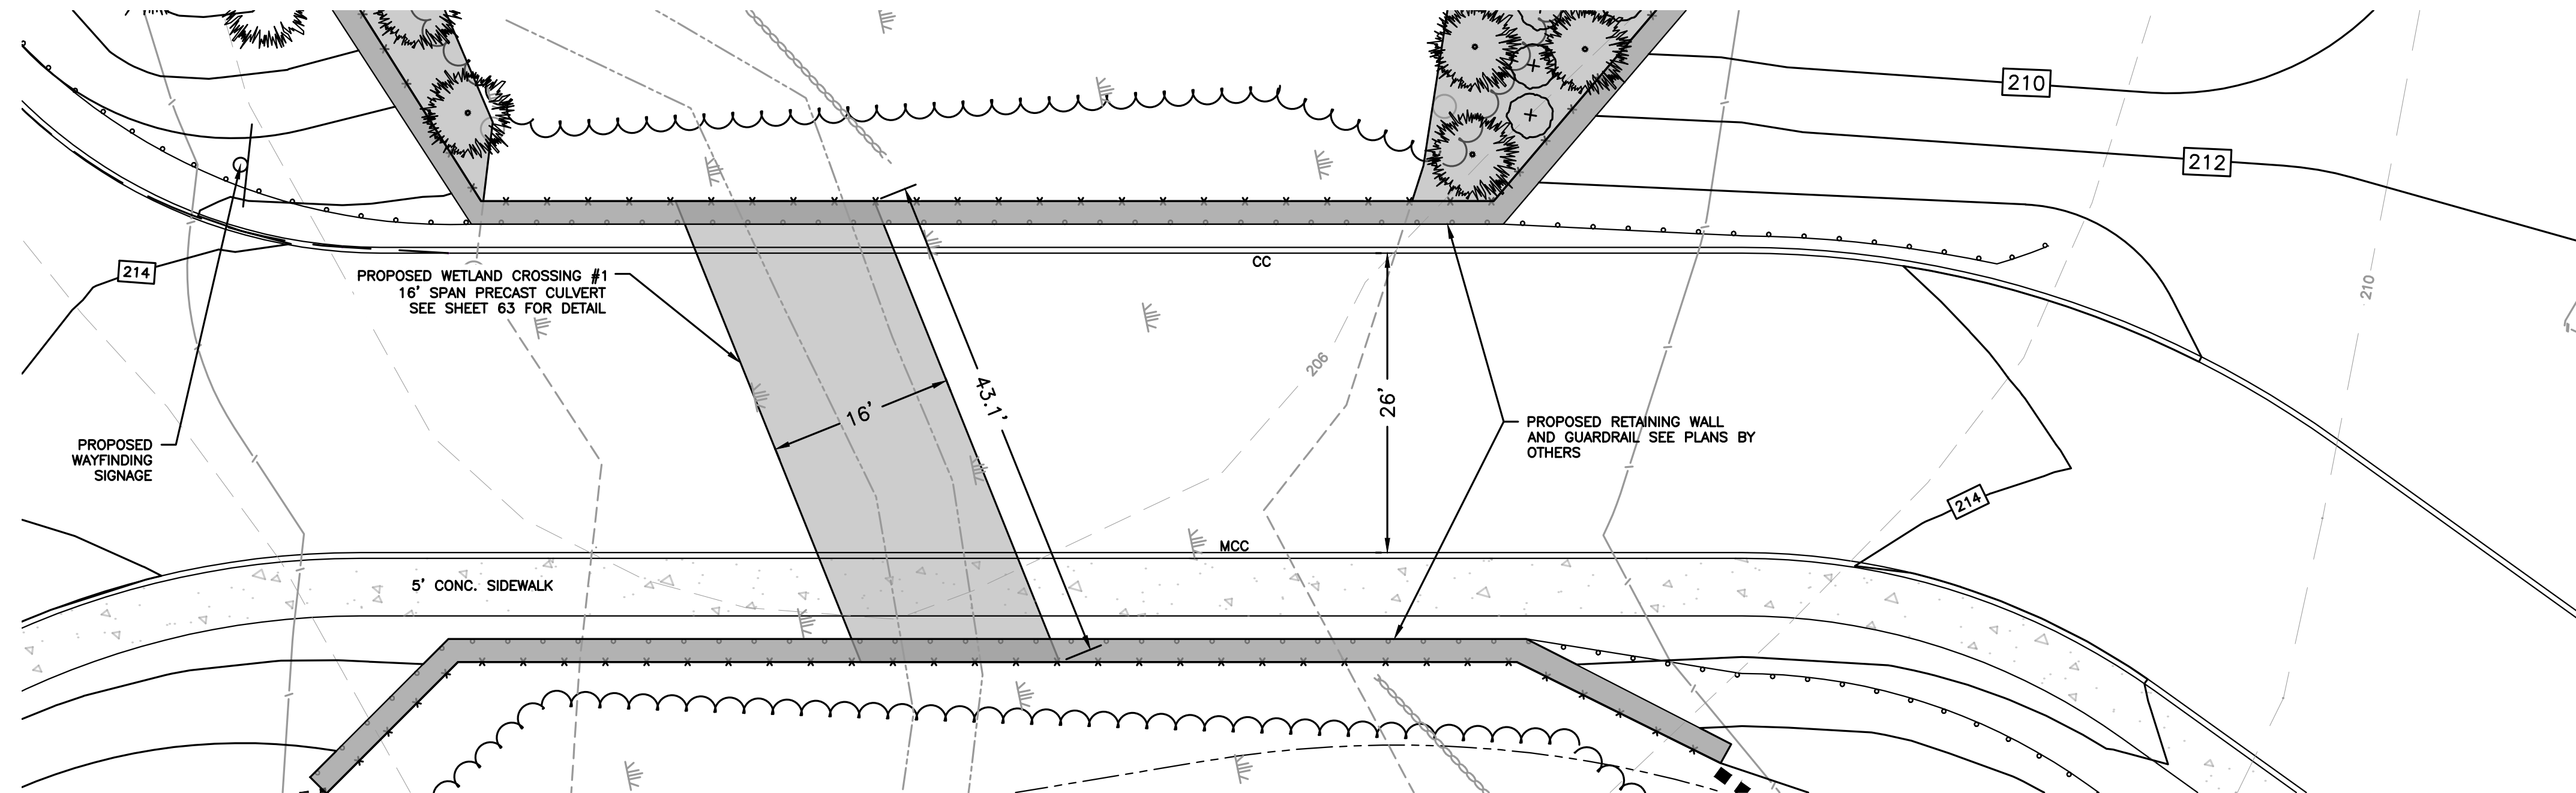 210
212
214
PROPOSED WETLAND CROSSING #1
16' SPAN PRECAST CULVERT
SEE SHEET 63 FOR DETAIL
CC
210
206
43.1'
16'
26'
PROPOSED RETAINING WALL
AND GUARDRAIL SEE PLANS BY
OTHERS
PROPOSED
WAYFINDING
SIGNAGE
214
MCC
5' CONC. SIDEWALK